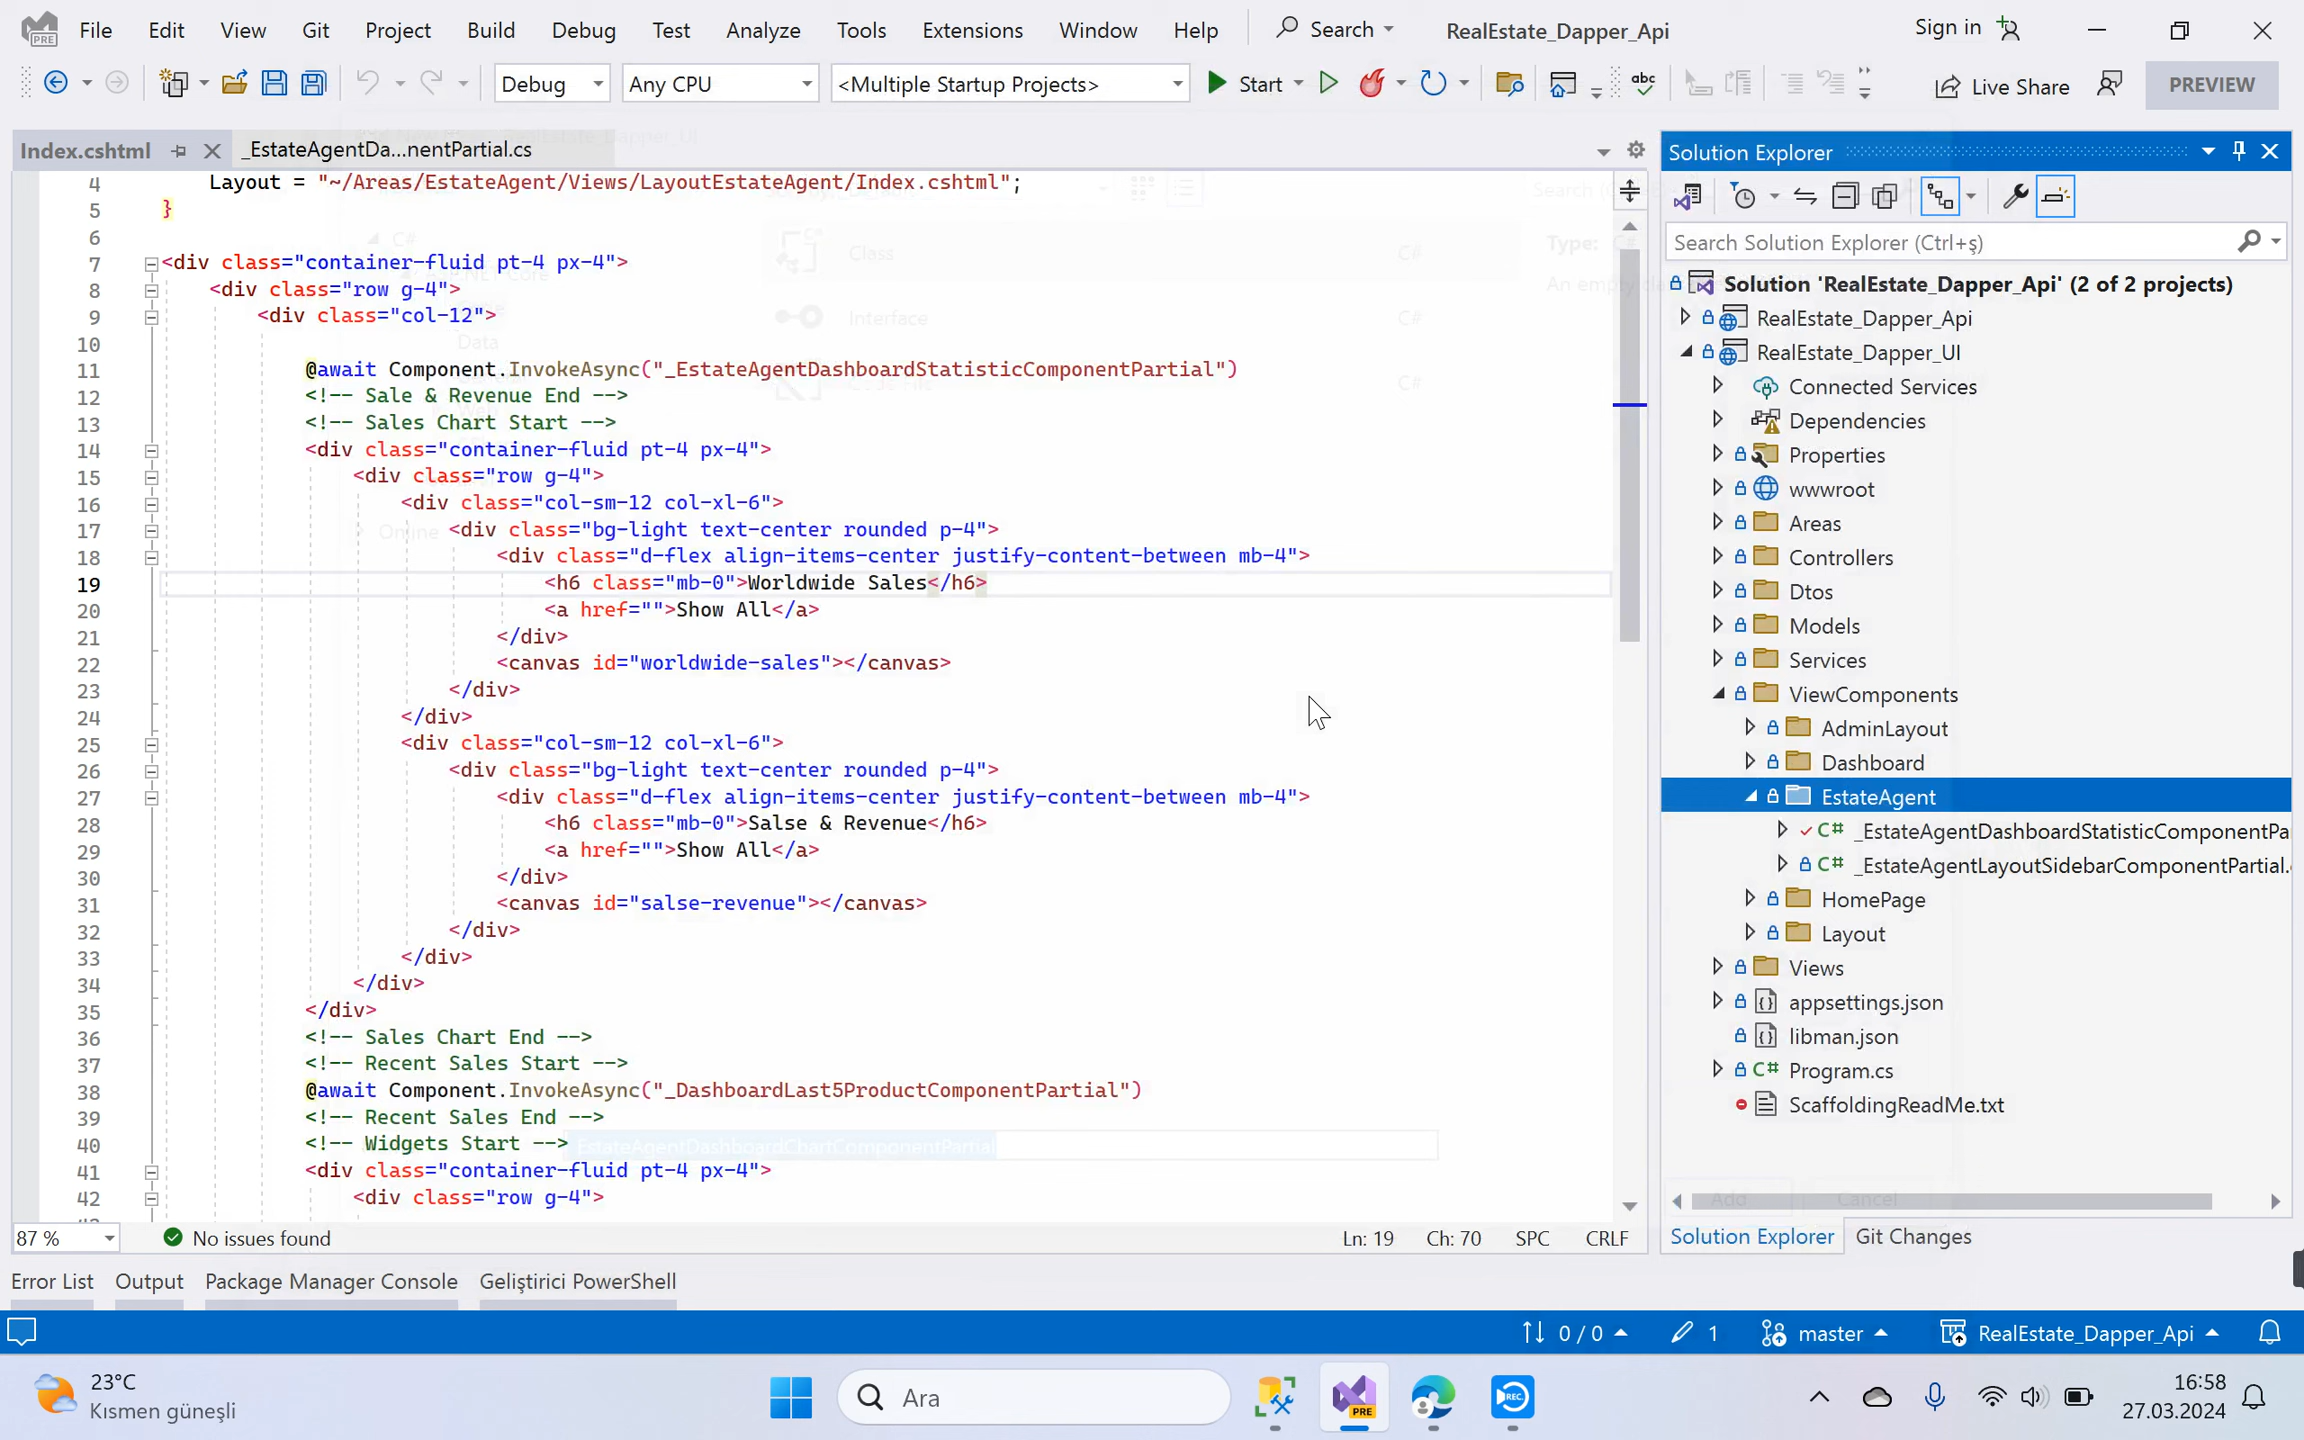 File Edit View Git Project Build Debug Test Analyze Tools Extensions Window Help Search RealEstate_Dapper_Api Sign in
PRE
Debug Any CPU <Multiple Startup Projects> Start abc Live Share PREVIEW
Index.cshtml _EstateAgentDa...nentPartial.cs
4 Layout = "~/Areas/EstateAgent/Views/LayoutEstateAgent/Index.cshtml";
5 }
6
7 <div class="container-fluid pt-4 px-4">
8 <div class="row g-4">
9 <div class="col-12">
10
11 @await Component.InvokeAsync("_EstateAgentDashboardStatisticComponentPartial")
12 <!-- Sale & Revenue End -->
13 <!-- Sales Chart Start -->
14 <div class="container-fluid pt-4 px-4">
15 <div class="row g-4">
16 <div class="col-sm-12 col-xl-6">
17 <div class="bg-light text-center rounded p-4">
18 <div class="d-flex align-items-center justify-content-between mb-4">
19 <h6 class="mb-0">Worldwide Sales</h6>
20 <a href="">Show All</a>
21 </div>
22 <canvas id="worldwide-sales"></canvas>
23 </div>
24 </div>
25 <div class="col-sm-12 col-xl-6">
26 <div class="bg-light text-center rounded p-4">
27 <div class="d-flex align-items-center justify-content-between mb-4">
28 <h6 class="mb-0">Salse & Revenue</h6>
29 <a href="">Show All</a>
30 </div>
31 <canvas id="salse-revenue"></canvas>
32 </div>
33 </div>
34 </div>
35 </div>
36 <!-- Sales Chart End -->
37 <!-- Recent Sales Start -->
38 @await Component.InvokeAsync("_DashboardLast5ProductComponentPartial")
39 <!-- Recent Sales End -->
40 <!-- Widgets Start -->
41 <div class="container-fluid pt-4 px-4">
42 <div class="row g-4">
C#
Data
Online
Class C#
Interface C#
Code File C#
Type: C#
EstateAgentDashboardChartComponentPartial
Add Cancel
87 % No issues found Ln: 19 Ch: 70 SPC CRLF
Solution Explorer
Search Solution Explorer (Ctrl+ş)
Solution 'RealEstate_Dapper_Api' (2 of 2 projects)
RealEstate_Dapper_Api
RealEstate_Dapper_UI
Connected Services
Dependencies
Properties
wwwroot
Areas
Controllers
Dtos
Models
Services
ViewComponents
AdminLayout
Dashboard
EstateAgent
C# _EstateAgentDashboardStatisticComponentPa
C# _EstateAgentLayoutSidebarComponentPartial.
HomePage
Layout
Views
appsettings.json
libman.json
C# Program.cs
ScaffoldingReadMe.txt
Solution Explorer Git Changes
Error List Output Package Manager Console Geliştirici PowerShell
0 / 0 1 master RealEstate_Dapper_Api
23°C
Kısmen güneşli
Ara
PRE
REC
16:58
27.03.2024